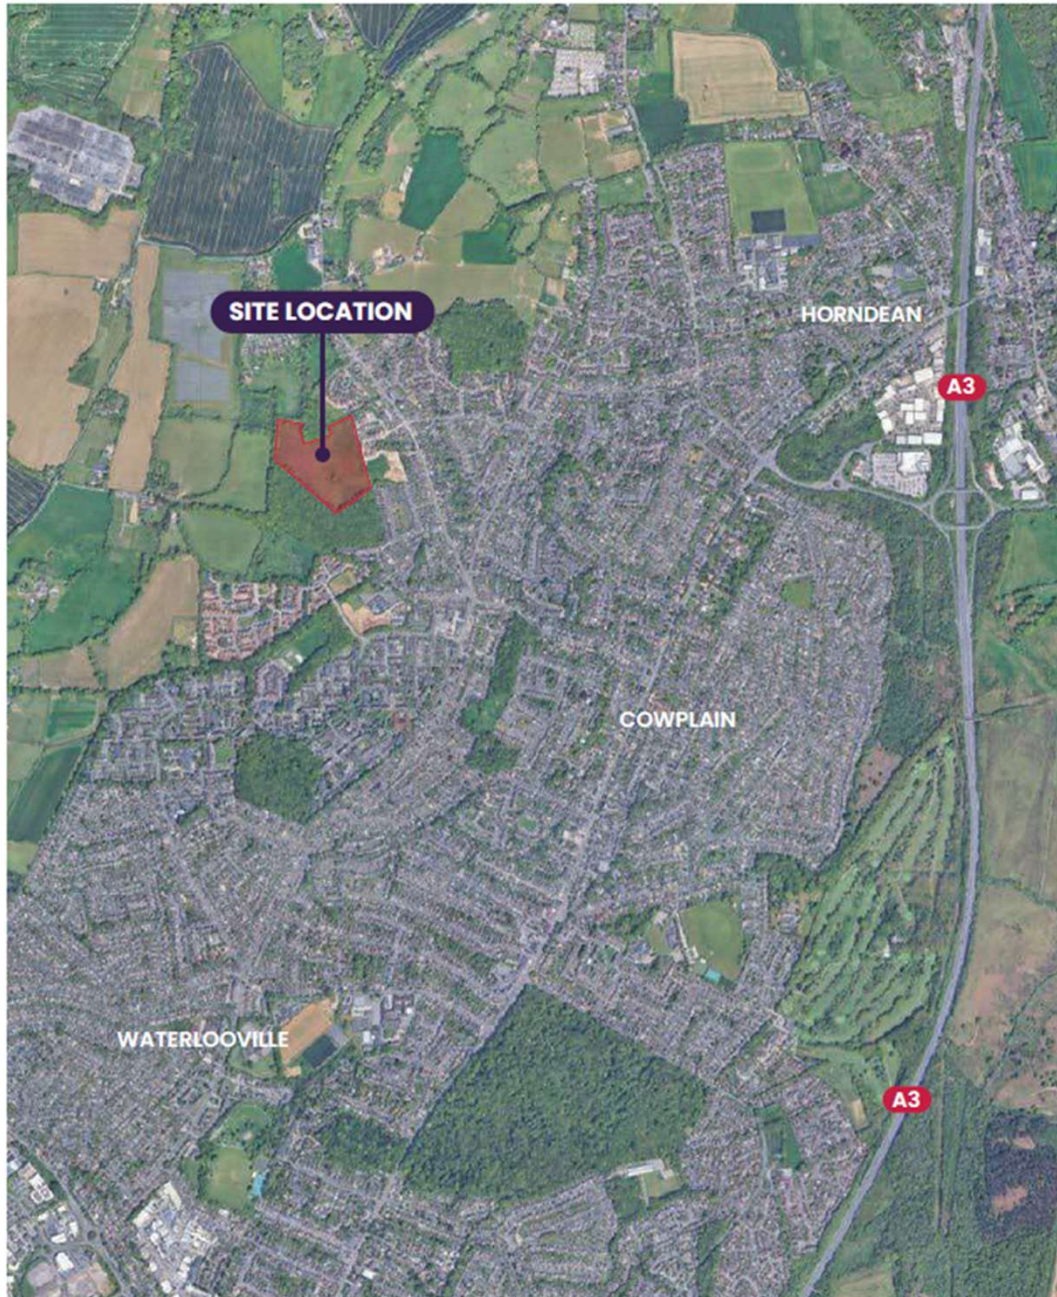 SITE LOCATION
HORNDEAN
A3
COWPLAIN
WATERLOOVILLE
A3